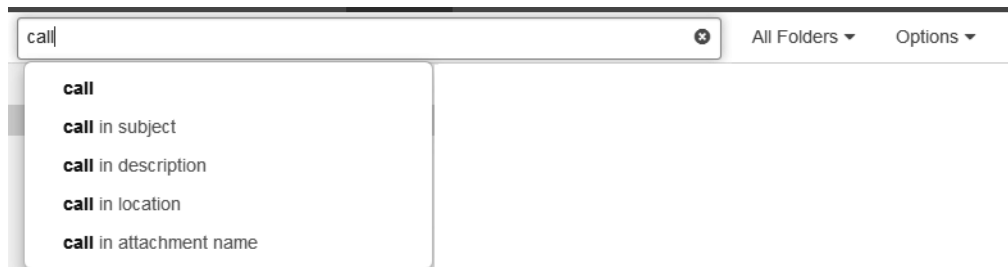 call All Folders Options
call
call in subject
call in description
call in location
call in attachment name